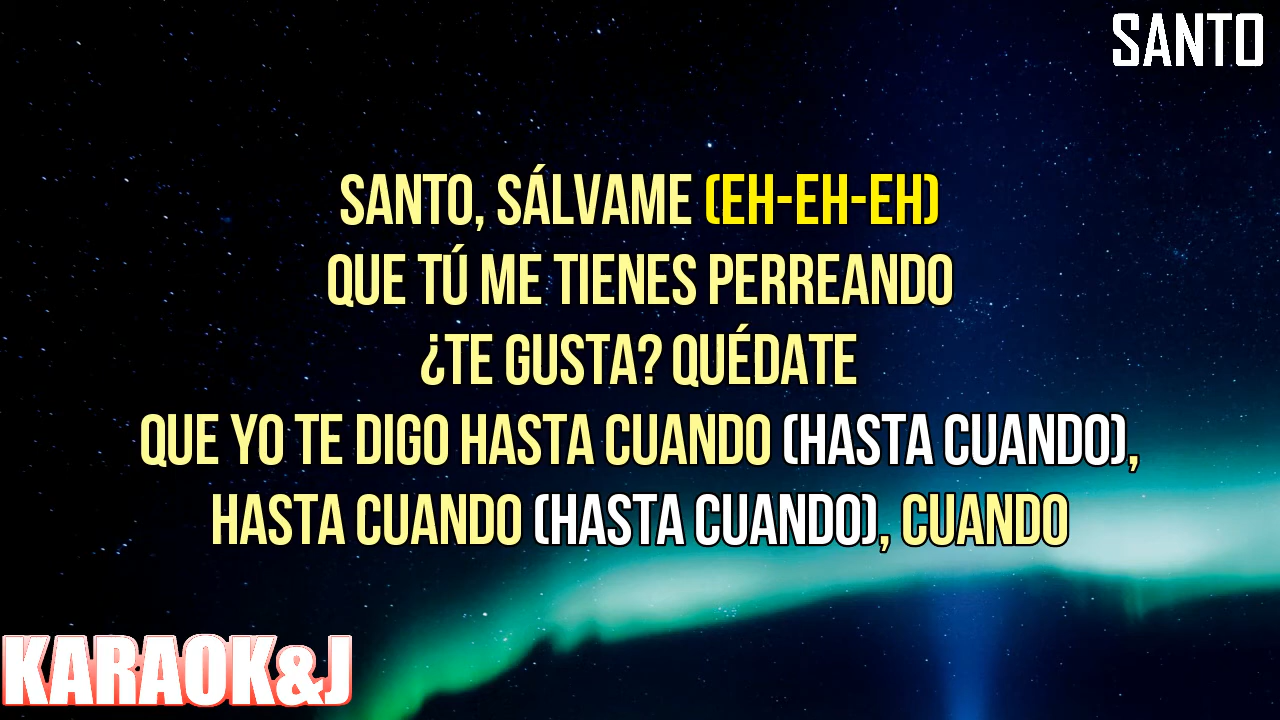 SANTO
SANTO, SÁLVAME (EH-EH-EH)
QUE TÚ ME TIENES PERREANDO
¿TE GUSTA? QUÉDATE
QUE YO TE DIGO HASTA CUANDO (HASTA CUANDO),
HASTA CUANDO (HASTA CUANDO), CUANDO
KARAOK&J